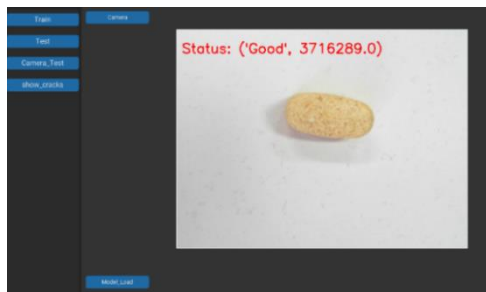 Train
Test
Camera_Test
show_cracks
Camera
Status: ('Good', 3716289.0)
Model_Load